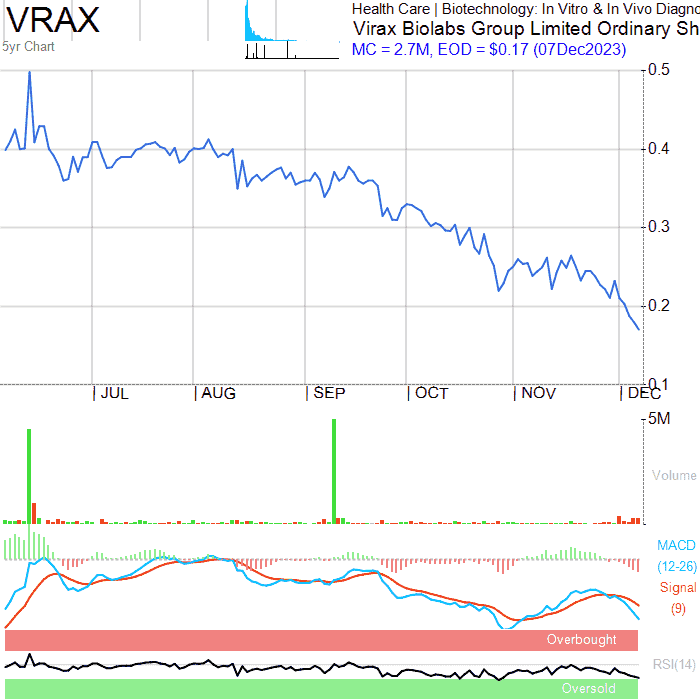 VRAX
Health Care | Biotechnology: In Vitro & In Vivo Diagno
Virax Biolabs Group Limited Ordinary Sh
5yr Chart
MC = 2.7M, EOD = $0.17 (07Dec2023)
0.5
0.4
0.3
0.2
0.1
JUL
AUG
SEP
OCT
NOV
DEC
5M
Volume
MACD
(12-26)
Signal
(9)
Overbought
RSI(14)
Oversold